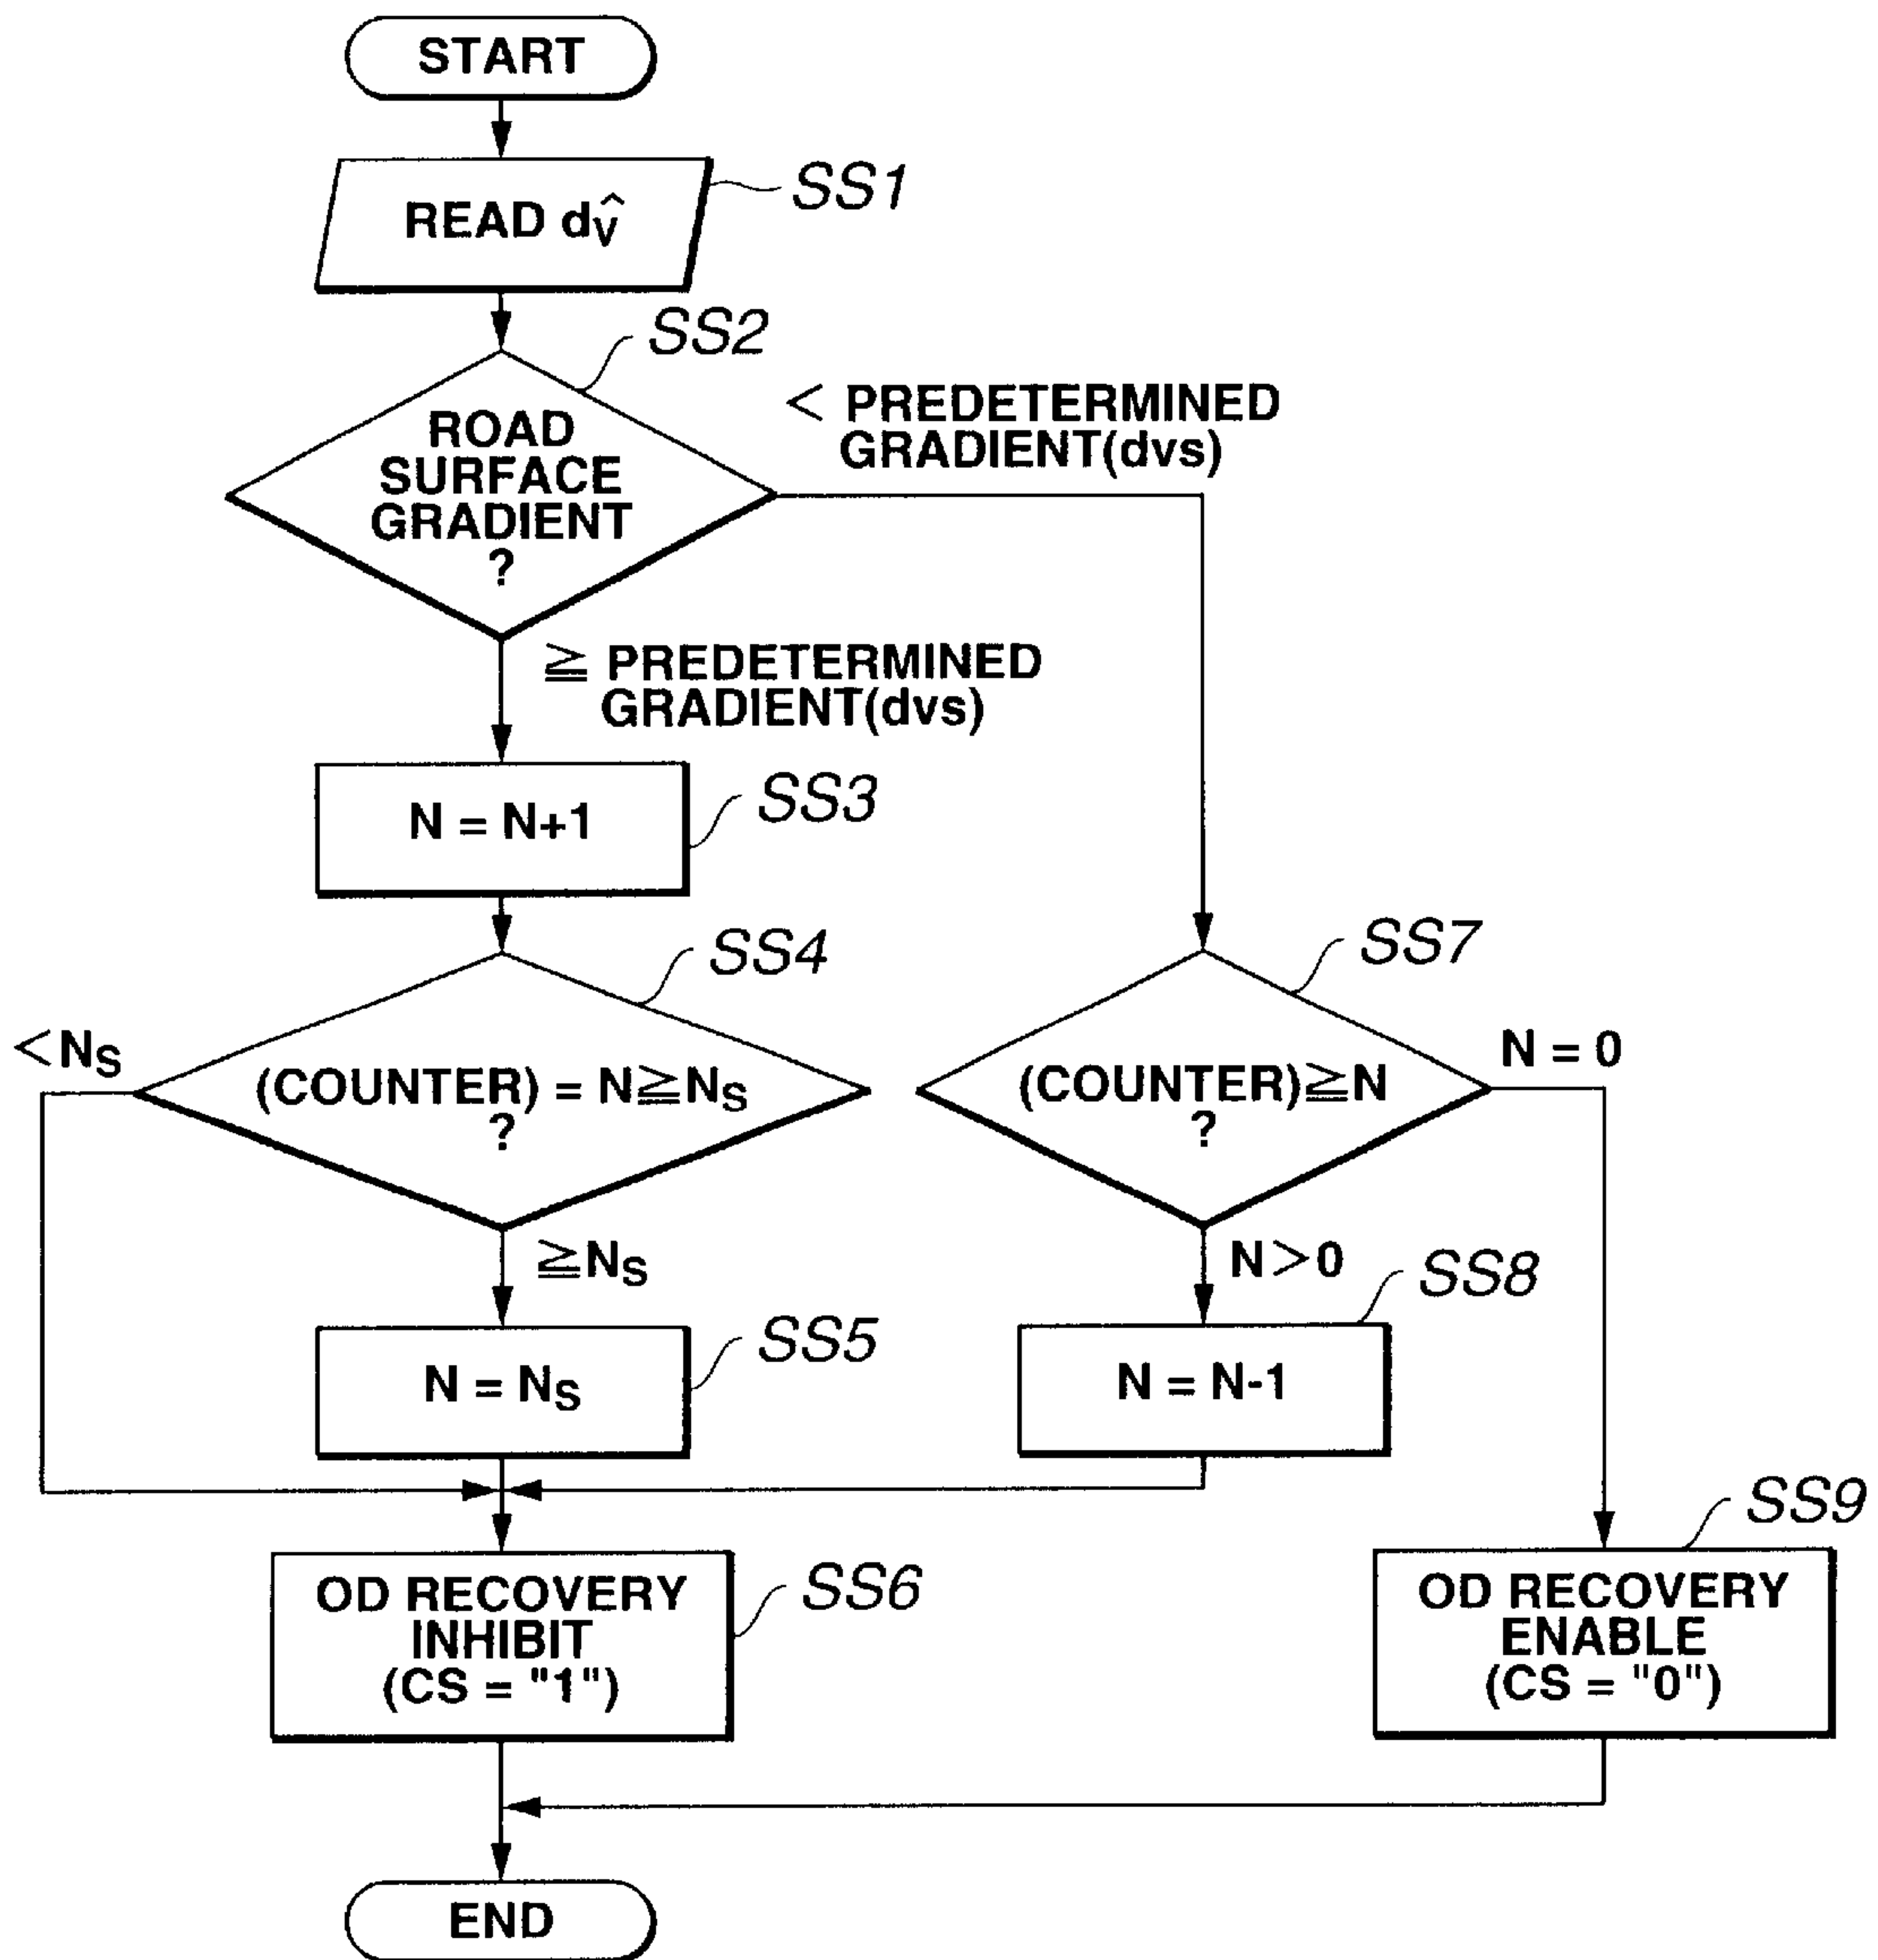 START
READ dv̂
SS1
SS2
ROAD
SURFACE
GRADIENT
?
< PREDETERMINED
GRADIENT(dvs)
≧ PREDETERMINED
GRADIENT(dvs)
N = N+1
SS3
SS4
<NS
(COUNTER) = N≧NS
?
≧NS
SS7
(COUNTER)≧N
?
N = 0
N>0
N = NS
SS5
N = N-1
SS8
OD RECOVERY
INHIBIT
(CS = "1")
SS6
OD RECOVERY
ENABLE
(CS = "0")
SS9
END